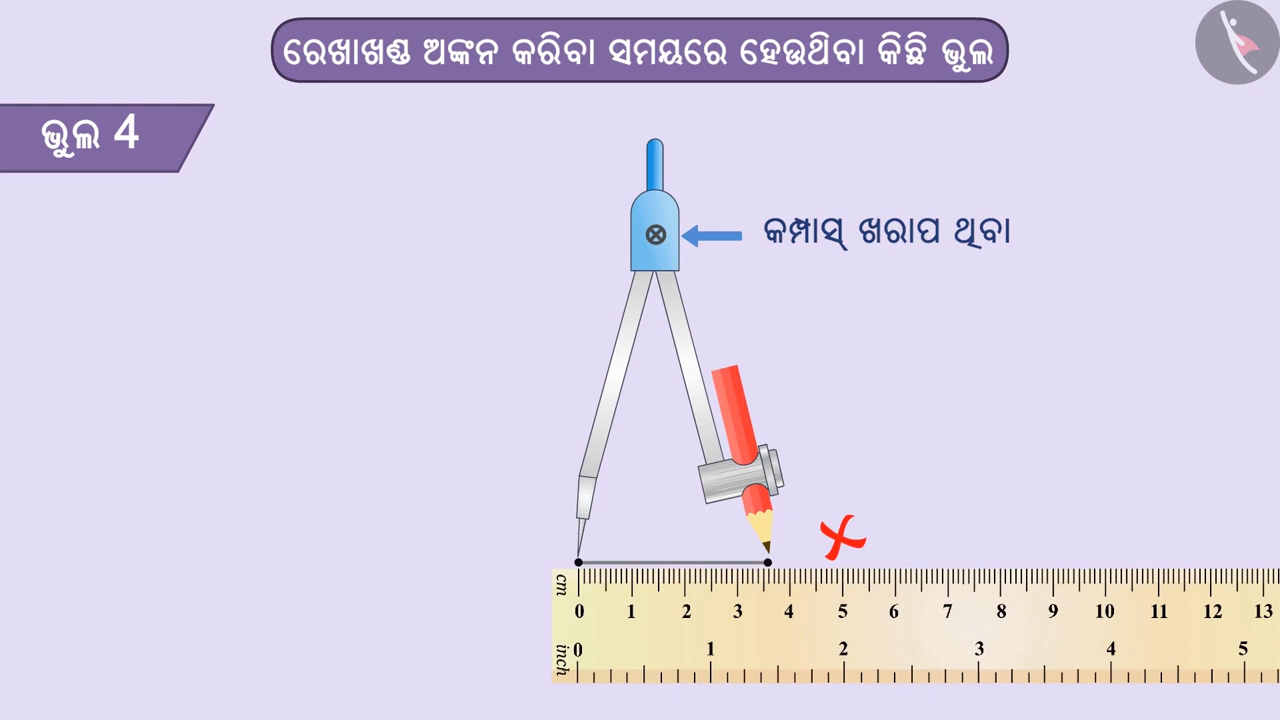 ରେଖାଖଣ୍ଡ ଅଙ୍କନ କରିବା ସମୟରେ ହେଉଥିବା କିଛି ଭୁଲ
ଭୁଲ 4
କମ୍ପାସ୍ ଖରାପ ଥିବା
cm 0 1 2 3 4 5 6 7 8 9 10 11 12 13
inch 0 1 2 3 4 5